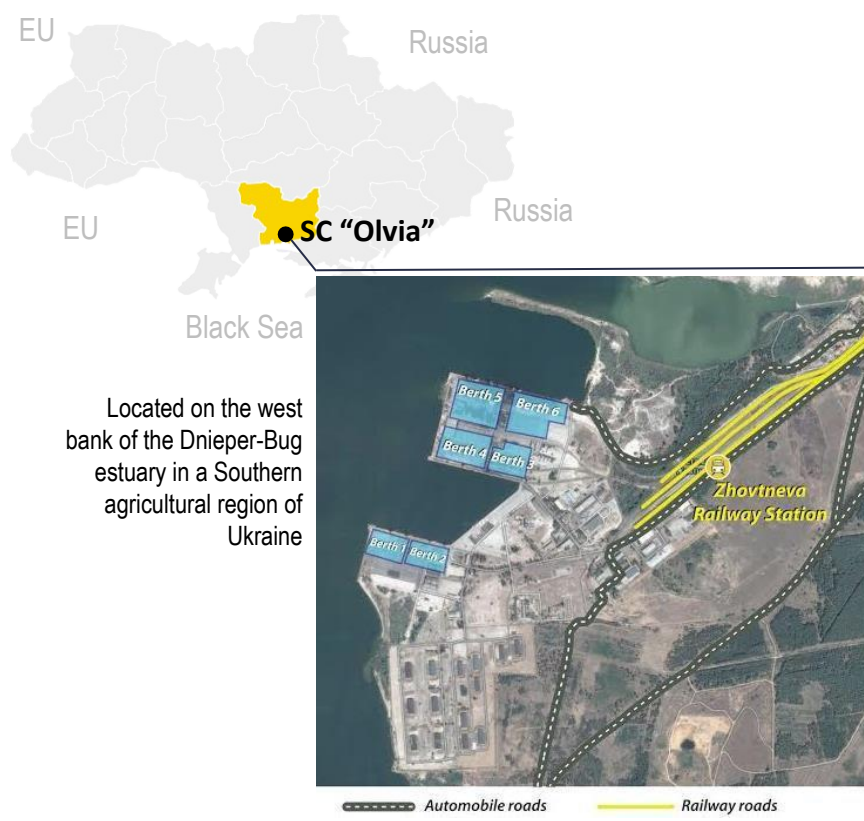 EU
Russia
EU
Russia
SC “Olvia”
Black Sea
Located on the west
bank of the Dnieper-Bug
estuary in a Southern
agricultural region of
Ukraine
Berth 5
Berth 6
Berth 4
Berth 3
Berth 1
Berth 2
Zhovtneva
Railway Station
Automobile roads
Railway roads